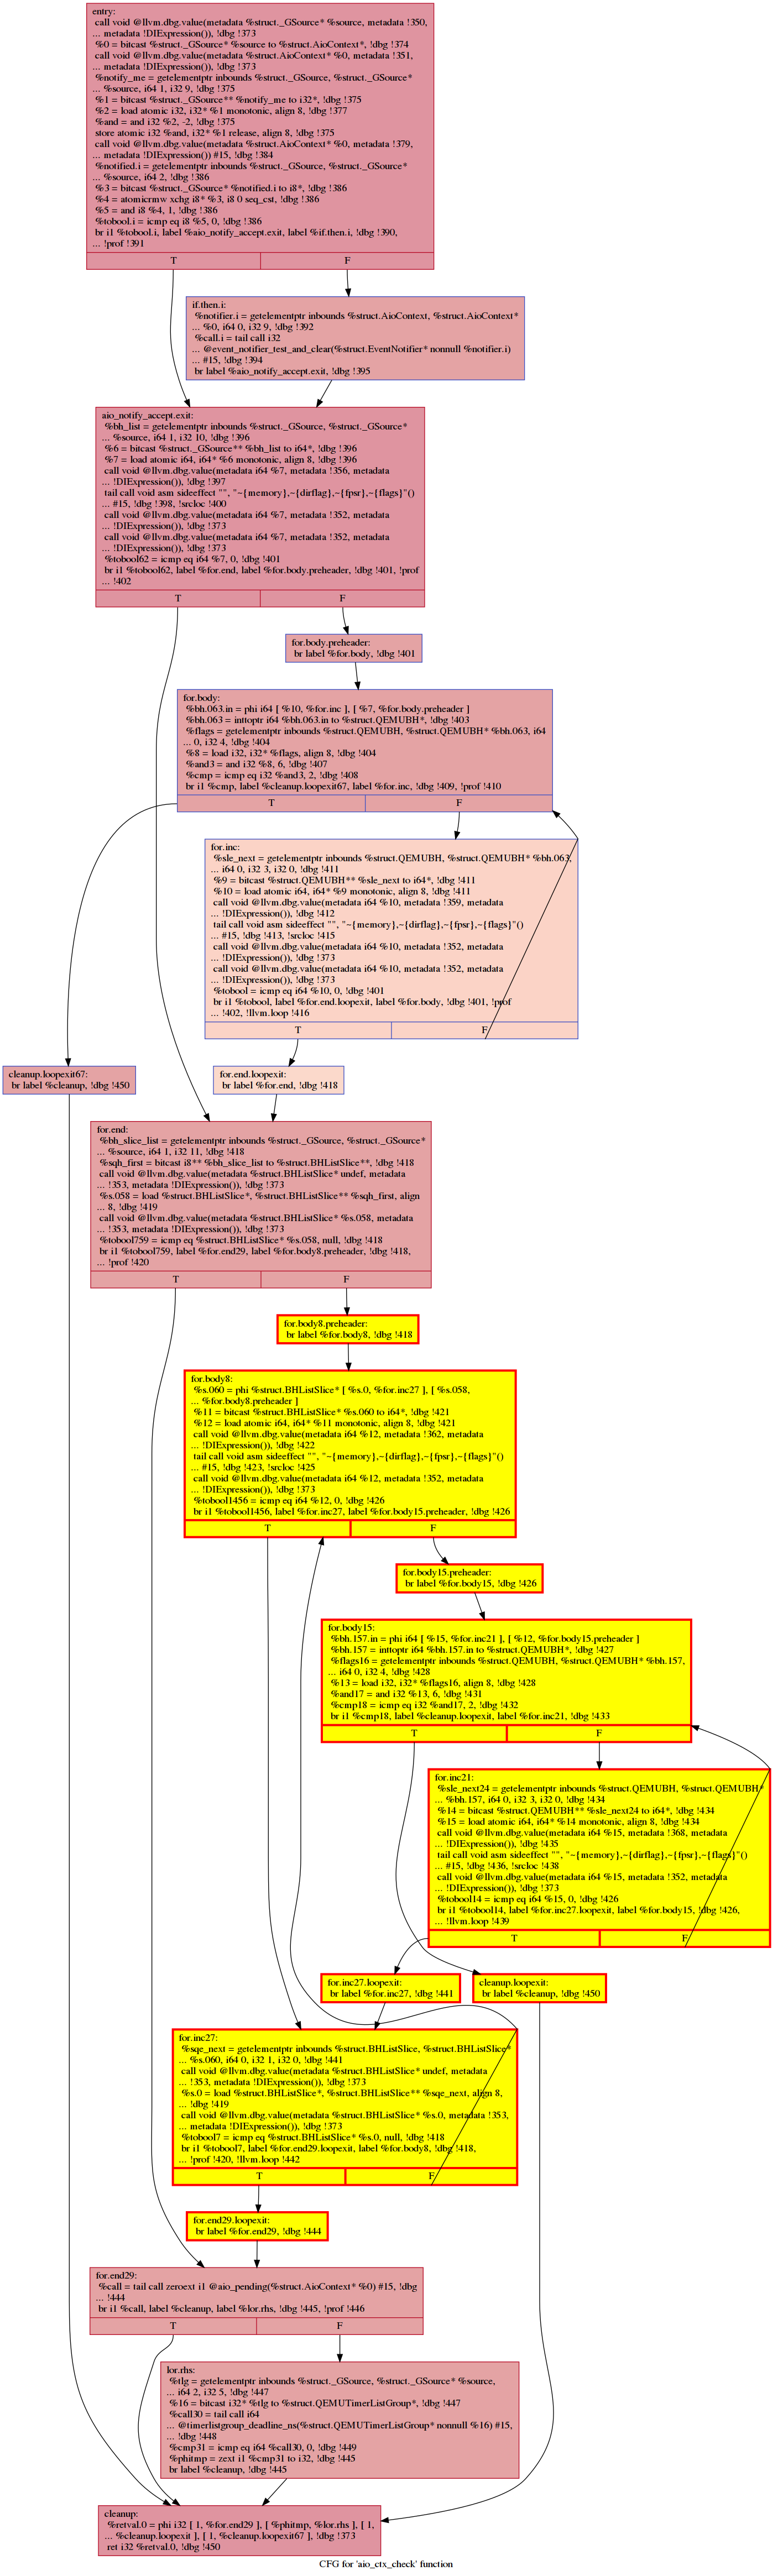 entry:
call void @llvm.dbg.value(metadata %struct._GSource* %source, metadata !350,
... metadata !DIExpression()), !dbg !373
%0 = bitcast %struct._GSource* %source to %struct.AioContext*, !dbg !374
call void @llvm.dbg.value(metadata %struct.AioContext* %0, metadata !351,
... metadata !DIExpression()), !dbg !373
%notify_me = getelementptr inbounds %struct._GSource, %struct._GSource*
... %source, i64 1, i32 9, !dbg !375
%1 = bitcast %struct._GSource** %notify_me to i32*, !dbg !375
%2 = load atomic i32, i32* %1 monotonic, align 8, !dbg !377
%and = and i32 %2, -2, !dbg !375
store atomic i32 %and, i32* %1 release, align 8, !dbg !375
call void @llvm.dbg.value(metadata %struct.AioContext* %0, metadata !379,
... metadata !DIExpression()) #15, !dbg !384
%notified.i = getelementptr inbounds %struct._GSource, %struct._GSource*
... %source, i64 2, !dbg !386
%3 = bitcast %struct._GSource* %notified.i to i8*, !dbg !386
%4 = atomicrmw xchg i8* %3, i8 0 seq_cst, !dbg !386
%5 = and i8 %4, 1, !dbg !386
%tobool.i = icmp eq i8 %5, 0, !dbg !386
br i1 %tobool.i, label %aio_notify_accept.exit, label %if.then.i, !dbg !390,
... !prof !391
T F
if.then.i:
%notifier.i = getelementptr inbounds %struct.AioContext, %struct.AioContext*
... %0, i64 0, i32 9, !dbg !392
%call.i = tail call i32
... @event_notifier_test_and_clear(%struct.EventNotifier* nonnull %notifier.i)
... #15, !dbg !394
br label %aio_notify_accept.exit, !dbg !395
aio_notify_accept.exit:
%bh_list = getelementptr inbounds %struct._GSource, %struct._GSource*
... %source, i64 1, i32 10, !dbg !396
%6 = bitcast %struct._GSource** %bh_list to i64*, !dbg !396
%7 = load atomic i64, i64* %6 monotonic, align 8, !dbg !396
call void @llvm.dbg.value(metadata i64 %7, metadata !356, metadata
... !DIExpression()), !dbg !397
tail call void asm sideeffect "", "~{memory},~{dirflag},~{fpsr},~{flags}"()
... #15, !dbg !398, !srcloc !400
call void @llvm.dbg.value(metadata i64 %7, metadata !352, metadata
... !DIExpression()), !dbg !373
call void @llvm.dbg.value(metadata i64 %7, metadata !352, metadata
... !DIExpression()), !dbg !373
%tobool62 = icmp eq i64 %7, 0, !dbg !401
br i1 %tobool62, label %for.end, label %for.body.preheader, !dbg !401, !prof
... !402
T F
for.body.preheader:
br label %for.body, !dbg !401
for.body:
%bh.063.in = phi i64 [ %10, %for.inc ], [ %7, %for.body.preheader ]
%bh.063 = inttoptr i64 %bh.063.in to %struct.QEMUBH*, !dbg !403
%flags = getelementptr inbounds %struct.QEMUBH, %struct.QEMUBH* %bh.063, i64
... 0, i32 4, !dbg !404
%8 = load i32, i32* %flags, align 8, !dbg !404
%and3 = and i32 %8, 6, !dbg !407
%cmp = icmp eq i32 %and3, 2, !dbg !408
br i1 %cmp, label %cleanup.loopexit67, label %for.inc, !dbg !409, !prof !410
T F
for.inc:
%sle_next = getelementptr inbounds %struct.QEMUBH, %struct.QEMUBH* %bh.063,
... i64 0, i32 3, i32 0, !dbg !411
%9 = bitcast %struct.QEMUBH** %sle_next to i64*, !dbg !411
%10 = load atomic i64, i64* %9 monotonic, align 8, !dbg !411
call void @llvm.dbg.value(metadata i64 %10, metadata !359, metadata
... !DIExpression()), !dbg !412
tail call void asm sideeffect "", "~{memory},~{dirflag},~{fpsr},~{flags}"()
... #15, !dbg !413, !srcloc !415
call void @llvm.dbg.value(metadata i64 %10, metadata !352, metadata
... !DIExpression()), !dbg !373
call void @llvm.dbg.value(metadata i64 %10, metadata !352, metadata
... !DIExpression()), !dbg !373
%tobool = icmp eq i64 %10, 0, !dbg !401
br i1 %tobool, label %for.end.loopexit, label %for.body, !dbg !401, !prof
... !402, !llvm.loop !416
T F
cleanup.loopexit67:
br label %cleanup, !dbg !450
for.end.loopexit:
br label %for.end, !dbg !418
for.end:
%bh_slice_list = getelementptr inbounds %struct._GSource, %struct._GSource*
... %source, i64 1, i32 11, !dbg !418
%sqh_first = bitcast i8** %bh_slice_list to %struct.BHListSlice**, !dbg !418
call void @llvm.dbg.value(metadata %struct.BHListSlice* undef, metadata
... !353, metadata !DIExpression()), !dbg !373
%s.058 = load %struct.BHListSlice*, %struct.BHListSlice** %sqh_first, align
... 8, !dbg !419
call void @llvm.dbg.value(metadata %struct.BHListSlice* %s.058, metadata
... !353, metadata !DIExpression()), !dbg !373
%tobool759 = icmp eq %struct.BHListSlice* %s.058, null, !dbg !418
br i1 %tobool759, label %for.end29, label %for.body8.preheader, !dbg !418,
... !prof !420
T F
for.body8.preheader:
br label %for.body8, !dbg !418
for.body8:
%s.060 = phi %struct.BHListSlice* [ %s.0, %for.inc27 ], [ %s.058,
... %for.body8.preheader ]
%11 = bitcast %struct.BHListSlice* %s.060 to i64*, !dbg !421
%12 = load atomic i64, i64* %11 monotonic, align 8, !dbg !421
call void @llvm.dbg.value(metadata i64 %12, metadata !362, metadata
... !DIExpression()), !dbg !422
tail call void asm sideeffect "", "~{memory},~{dirflag},~{fpsr},~{flags}"()
... #15, !dbg !423, !srcloc !425
call void @llvm.dbg.value(metadata i64 %12, metadata !352, metadata
... !DIExpression()), !dbg !373
%tobool1456 = icmp eq i64 %12, 0, !dbg !426
br i1 %tobool1456, label %for.inc27, label %for.body15.preheader, !dbg !426
T F
for.body15.preheader:
br label %for.body15, !dbg !426
for.body15:
%bh.157.in = phi i64 [ %15, %for.inc21 ], [ %12, %for.body15.preheader ]
%bh.157 = inttoptr i64 %bh.157.in to %struct.QEMUBH*, !dbg !427
%flags16 = getelementptr inbounds %struct.QEMUBH, %struct.QEMUBH* %bh.157,
... i64 0, i32 4, !dbg !428
%13 = load i32, i32* %flags16, align 8, !dbg !428
%and17 = and i32 %13, 6, !dbg !431
%cmp18 = icmp eq i32 %and17, 2, !dbg !432
br i1 %cmp18, label %cleanup.loopexit, label %for.inc21, !dbg !433
T F
for.inc21:
%sle_next24 = getelementptr inbounds %struct.QEMUBH, %struct.QEMUBH*
... %bh.157, i64 0, i32 3, i32 0, !dbg !434
%14 = bitcast %struct.QEMUBH** %sle_next24 to i64*, !dbg !434
%15 = load atomic i64, i64* %14 monotonic, align 8, !dbg !434
call void @llvm.dbg.value(metadata i64 %15, metadata !368, metadata
... !DIExpression()), !dbg !435
tail call void asm sideeffect "", "~{memory},~{dirflag},~{fpsr},~{flags}"()
... #15, !dbg !436, !srcloc !438
call void @llvm.dbg.value(metadata i64 %15, metadata !352, metadata
... !DIExpression()), !dbg !373
%tobool14 = icmp eq i64 %15, 0, !dbg !426
br i1 %tobool14, label %for.inc27.loopexit, label %for.body15, !dbg !426,
... !llvm.loop !439
T F
for.inc27.loopexit:
br label %for.inc27, !dbg !441
cleanup.loopexit:
br label %cleanup, !dbg !450
for.inc27:
%sqe_next = getelementptr inbounds %struct.BHListSlice, %struct.BHListSlice*
... %s.060, i64 0, i32 1, i32 0, !dbg !441
call void @llvm.dbg.value(metadata %struct.BHListSlice* undef, metadata
... !353, metadata !DIExpression()), !dbg !373
%s.0 = load %struct.BHListSlice*, %struct.BHListSlice** %sqe_next, align 8,
... !dbg !419
call void @llvm.dbg.value(metadata %struct.BHListSlice* %s.0, metadata !353,
... metadata !DIExpression()), !dbg !373
%tobool7 = icmp eq %struct.BHListSlice* %s.0, null, !dbg !418
br i1 %tobool7, label %for.end29.loopexit, label %for.body8, !dbg !418,
... !prof !420, !llvm.loop !442
T F
for.end29.loopexit:
br label %for.end29, !dbg !444
for.end29:
%call = tail call zeroext i1 @aio_pending(%struct.AioContext* %0) #15, !dbg
... !444
br i1 %call, label %cleanup, label %lor.rhs, !dbg !445, !prof !446
T F
lor.rhs:
%tlg = getelementptr inbounds %struct._GSource, %struct._GSource* %source,
... i64 2, i32 5, !dbg !447
%16 = bitcast i32* %tlg to %struct.QEMUTimerListGroup*, !dbg !447
%call30 = tail call i64
... @timerlistgroup_deadline_ns(%struct.QEMUTimerListGroup* nonnull %16) #15,
... !dbg !448
%cmp31 = icmp eq i64 %call30, 0, !dbg !449
%phitmp = zext i1 %cmp31 to i32, !dbg !445
br label %cleanup, !dbg !445
cleanup:
%retval.0 = phi i32 [ 1, %for.end29 ], [ %phitmp, %lor.rhs ], [ 1,
... %cleanup.loopexit ], [ 1, %cleanup.loopexit67 ], !dbg !373
ret i32 %retval.0, !dbg !450
CFG for 'aio_ctx_check' function